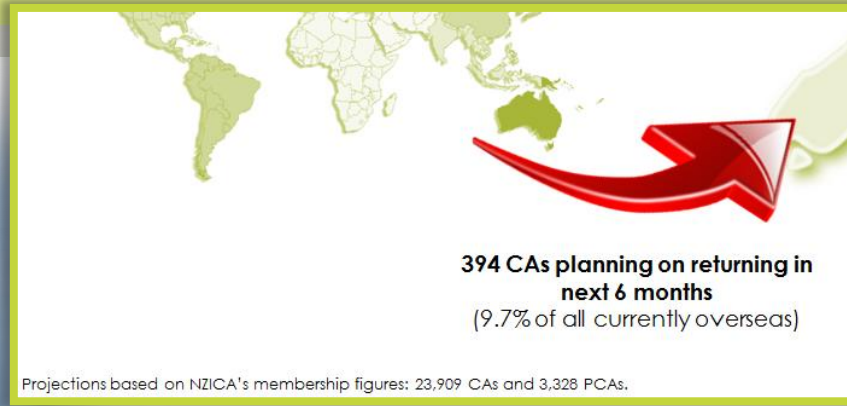 394 CAs planning on returning in
next 6 months
(9.7% of all currently overseas)
Projections based on NZICA's membership figures: 23,909 CAs and 3,328 PCAs.